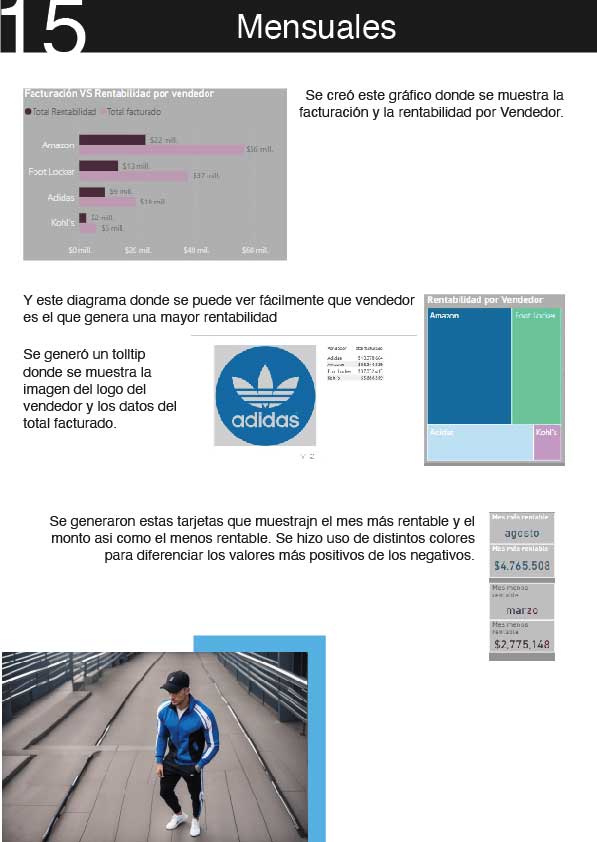 15
Mensuales
Facturación VS Rentabilidad por vendedor
Total Rentabilidad Total facturado
Amazon
$22 mill.
$56 mill.
Foot Locker
$13 mill.
$37 mill.
Adidas
$9 mill.
$19 mill.
Kohl's
$2 mill.
$5 mill.
$0 mill. $20 mill. $40 mill. $60 mill.
Se creó este gráfico donde se muestra la
facturación y la rentabilidad por Vendedor.
Y este diagrama donde se puede ver fácilmente que vendedor
es el que genera una mayor rentabilidad
Se generó un tolltip
donde se muestra la
imagen del logo del
vendedor y los datos del
total facturado.
adidas
Adidas
Amazon
Foot Locker
Kohl's
Rentabilidad por Vendedor
Amazon
Foot Locker
Adidas
Kohl's
Se generaron estas tarjetas que muestrajn el mes más rentable y el
monto asi como el menos rentable. Se hizo uso de distintos colores
para diferenciar los valores más positivos de los negativos.
Mes más rentable
agosto
Mes más rentable
$4.765.508
Mes menos
rentable
marzo
Mes menos
rentable
$2,775,148